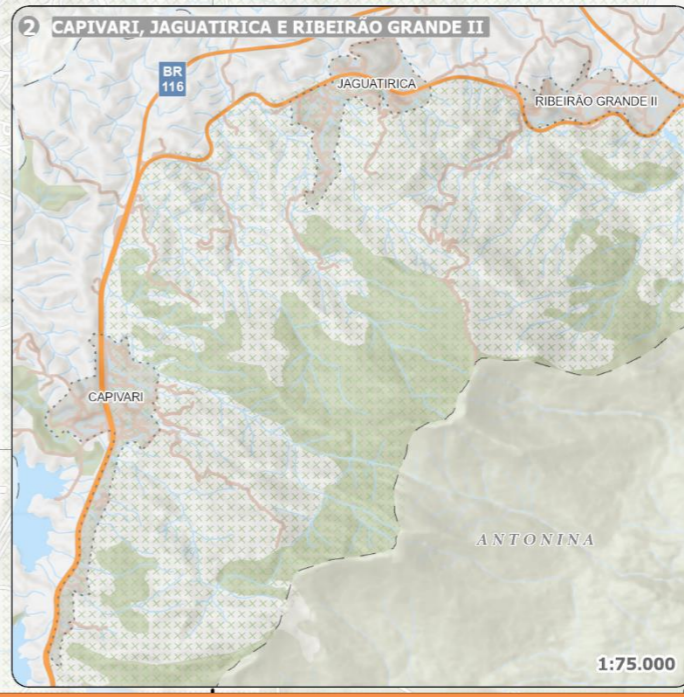 2 CAPIVARI, JAGUATIRICA E RIBEIRÃO GRANDE II
BR
116
JAGUATIRICA
RIBEIRÃO GRANDE II
CAPIVARI
ANTONINA
1:75.000